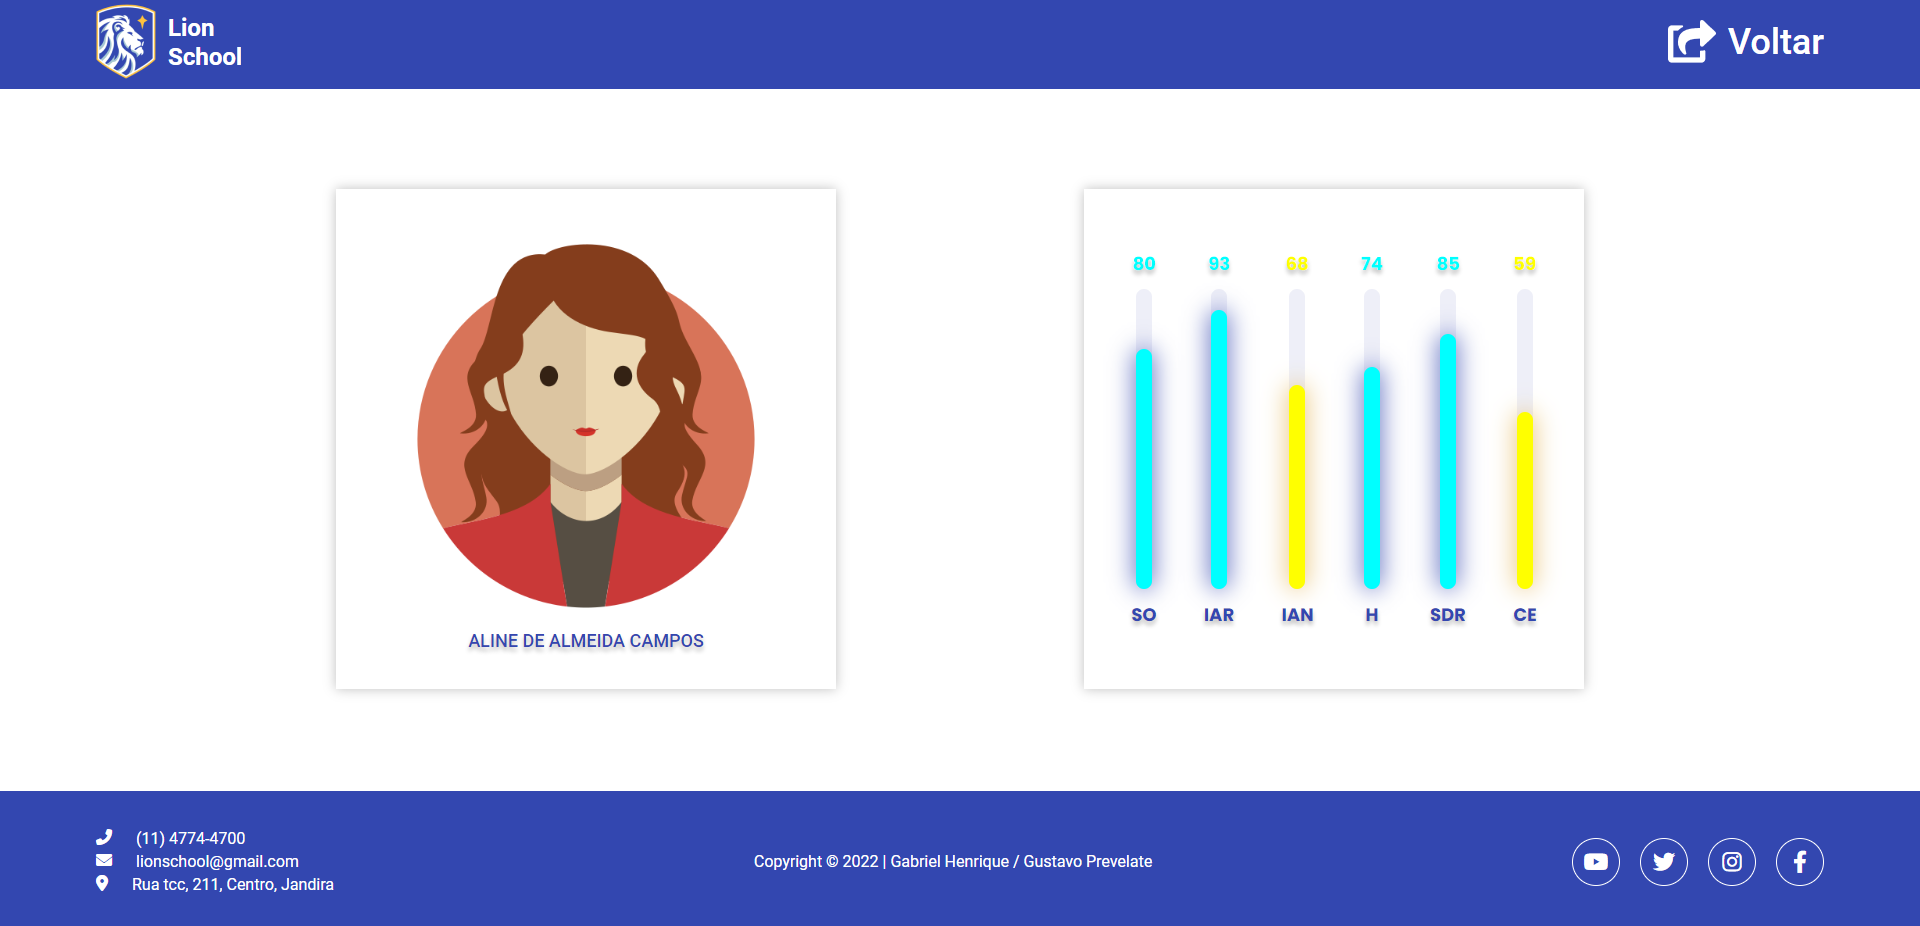 Lion
School
Voltar
80 93 68 74 85 59
SO IAR IAN H SDR CE
ALINE DE ALMEIDA CAMPOS
(11) 4774-4700
lionschool@gmail.com
Rua tcc, 211, Centro, Jandira
Copyright © 2022 | Gabriel Henrique / Gustavo Prevelate